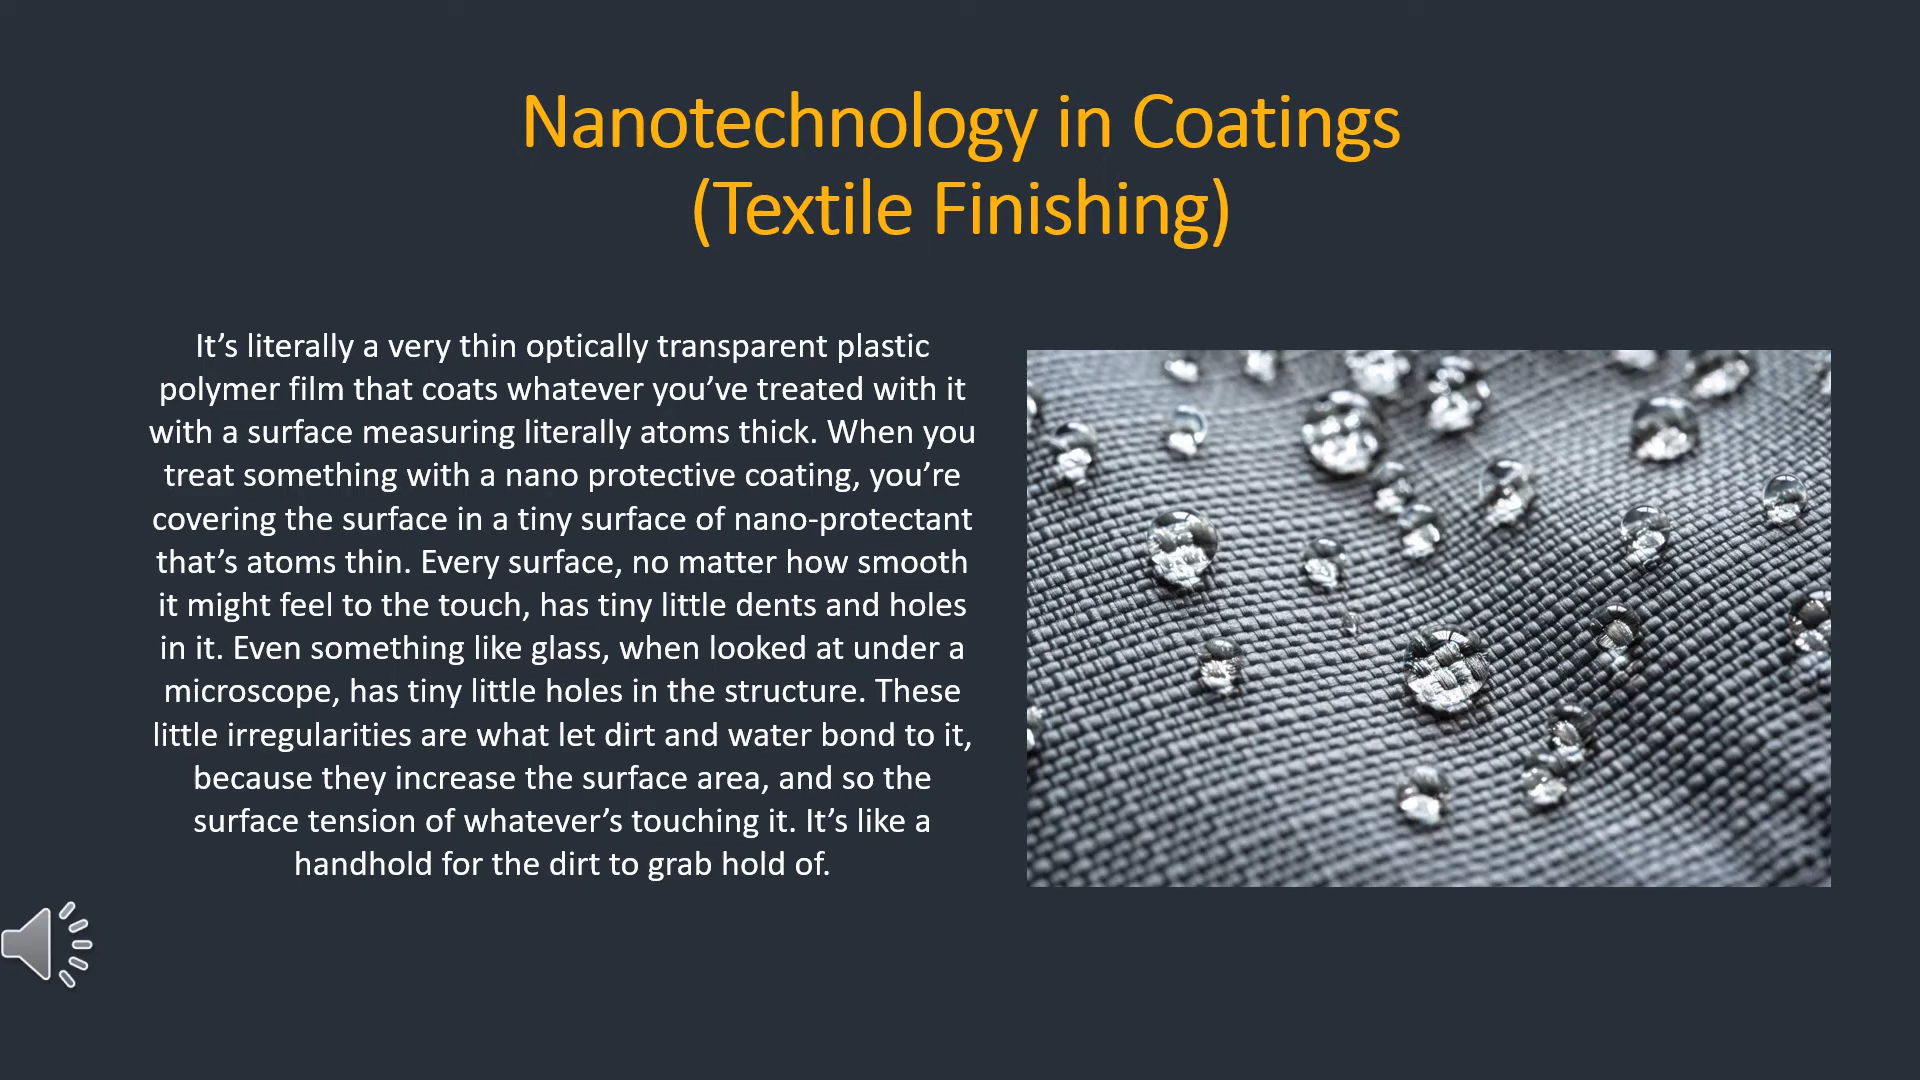 Nanotechnology in Coatings
(Textile Finishing)
It’s literally a very thin optically transparent plastic
polymer film that coats whatever you’ve treated with it
with a surface measuring literally atoms thick. When you
treat something with a nano protective coating, you’re
covering the surface in a tiny surface of nano-protectant
that’s atoms thin. Every surface, no matter how smooth
it might feel to the touch, has tiny little dents and holes
in it. Even something like glass, when looked at under a
microscope, has tiny little holes in the structure. These
little irregularities are what let dirt and water bond to it,
because they increase the surface area, and so the
surface tension of whatever’s touching it. It’s like a
handhold for the dirt to grab hold of.